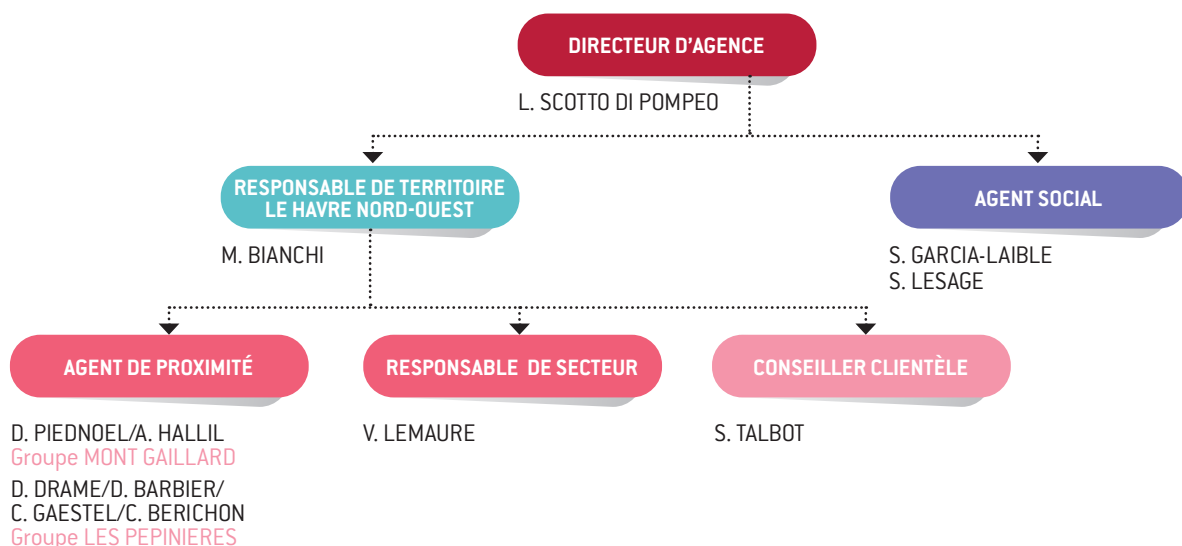 DIRECTEUR D'AGENCE
L. SCOTTO DI POMPEO
RESPONSABLE DE TERRITOIRE
LE HAVRE NORD-OUEST
M. BIANCHI
AGENT SOCIAL
S. GARCIA-LAIBLE
S. LESAGE
AGENT DE PROXIMITÉ
D. PIEDNOEL/A. HALLIL
Groupe MONT GAILLARD
D. DRAME/D. BARBIER/
C. GAESTEL/C. BERICHON
Groupe LES PEPINIERES
RESPONSABLE DE SECTEUR
V. LEMAURE
CONSEILLER CLIENTÈLE
S. TALBOT